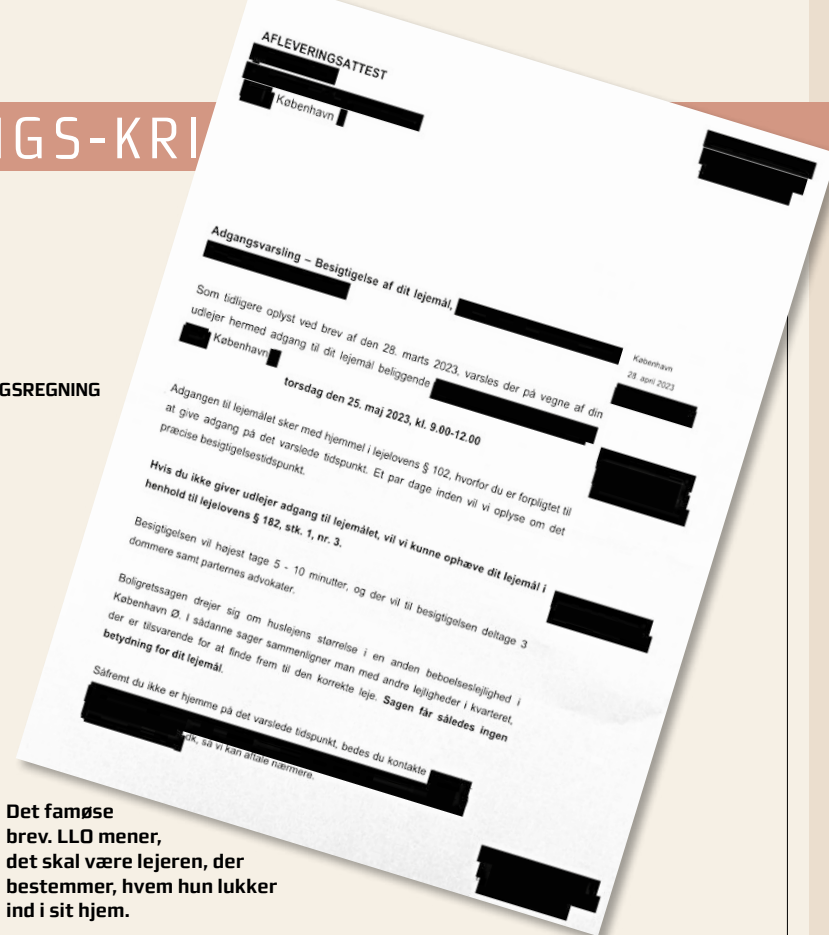 AFLEVERINGSATTEST
København
IGS-KRI
Adgangsvarsling – Besigtigelse af dit lejemål,
Som tidligere oplyst ved brev af den 28. marts 2023, varsles der på vegne af din
udlejer hermed adgang til dit lejemål beliggende
København
torsdag den 25. maj 2023, kl. 9.00-12.00
København
28. april 2023
Adgangen til lejemålet sker med hjemmel i lejelovens § 102, hvorfor du er forpligtet til
at give adgang på det varslede tidspunkt. Et par dage inden vil vi oplyse om det
præcise besigtigelsestidspunkt.
Hvis du ikke giver udlejer adgang til lejemålet, vil vi kunne ophæve dit lejemål i
henhold til lejelovens § 182, stk. 1, nr. 3.
Besigtigelsen vil højest tage 5 - 10 minutter, og der vil til besigtigelsen deltage 3
dommere samt parternes advokater.
Boligretssagen drejer sig om huslejens størrelse i en anden beboelseslejlighed i
København Ø. I sådanne sager sammenligner man med andre lejligheder i kvarteret,
der er tilsvarende for at finde frem til den korrekte leje. Sagen får således ingen
betydning for dit lejemål.
Såfremt du ikke er hjemme på det varslede tidspunkt, bedes du kontakte
dk, så vi kan aftale nærmere.
GSREGNING
Det famøse
brev. LLO mener,
det skal være lejeren, der
bestemmer, hvem hun lukker
ind i sit hjem.